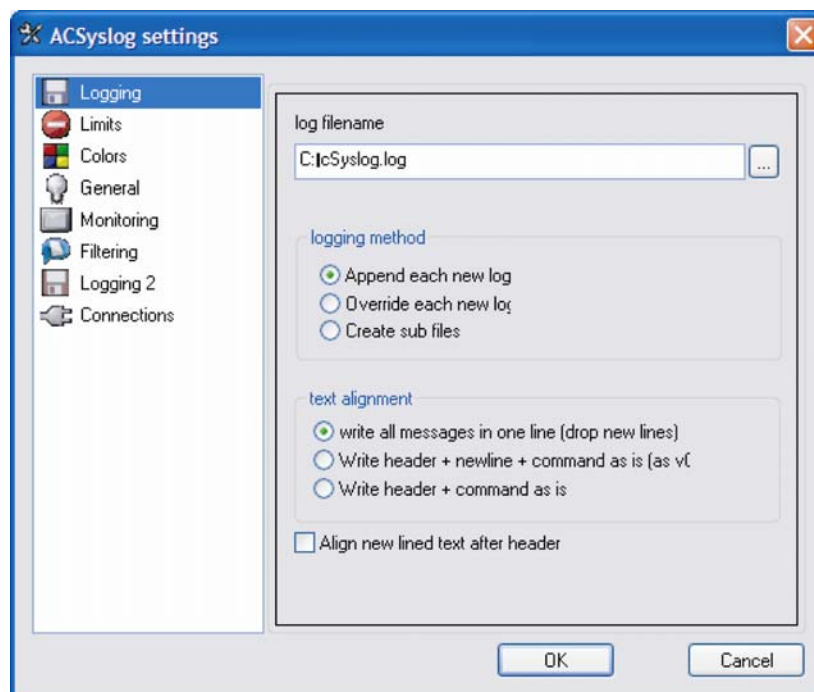 ACSyslog settings
Logging
Limits
Colors
General
Monitoring
Filtering
Logging 2
Connections
log filename
C:\cSyslog.log
...
logging method
Append each new log
Override each new log
Create sub files
text alignment
write all messages in one line (drop new lines)
Write header + newline + command as is (as v
Write header + command as is
Align new lined text after header
OK
Cancel